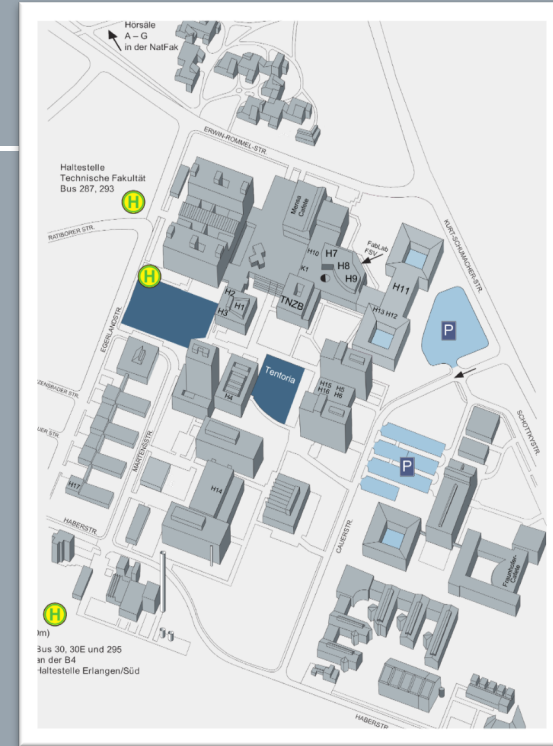 Hörsäle
A – G
in der NatFak
ERWIN-ROMMEL-STR.
Haltestelle
Technische Fakultät
Bus 287, 293
H
RATIBORER STR.
H
EGERLANDSTR.
Mensa
Cafete
KURT-SCHUMACHER-STR.
FabLab
FSV
H10
H7
H8
H9
K1
H11
H2
H1
H3
TNZB
H13 H12
P
Tentoria
H4
H15 H5
H16 H6
SCHOTTKYSTR.
MARTENSSTR.
P
H17
H14
HABERSTR.
CAUERSTR.
Fraunhofer-
Cafete
H
0m)
Bus 30, 30E und 295
an der B4
Haltestelle Erlangen/Süd
HABERSTR.